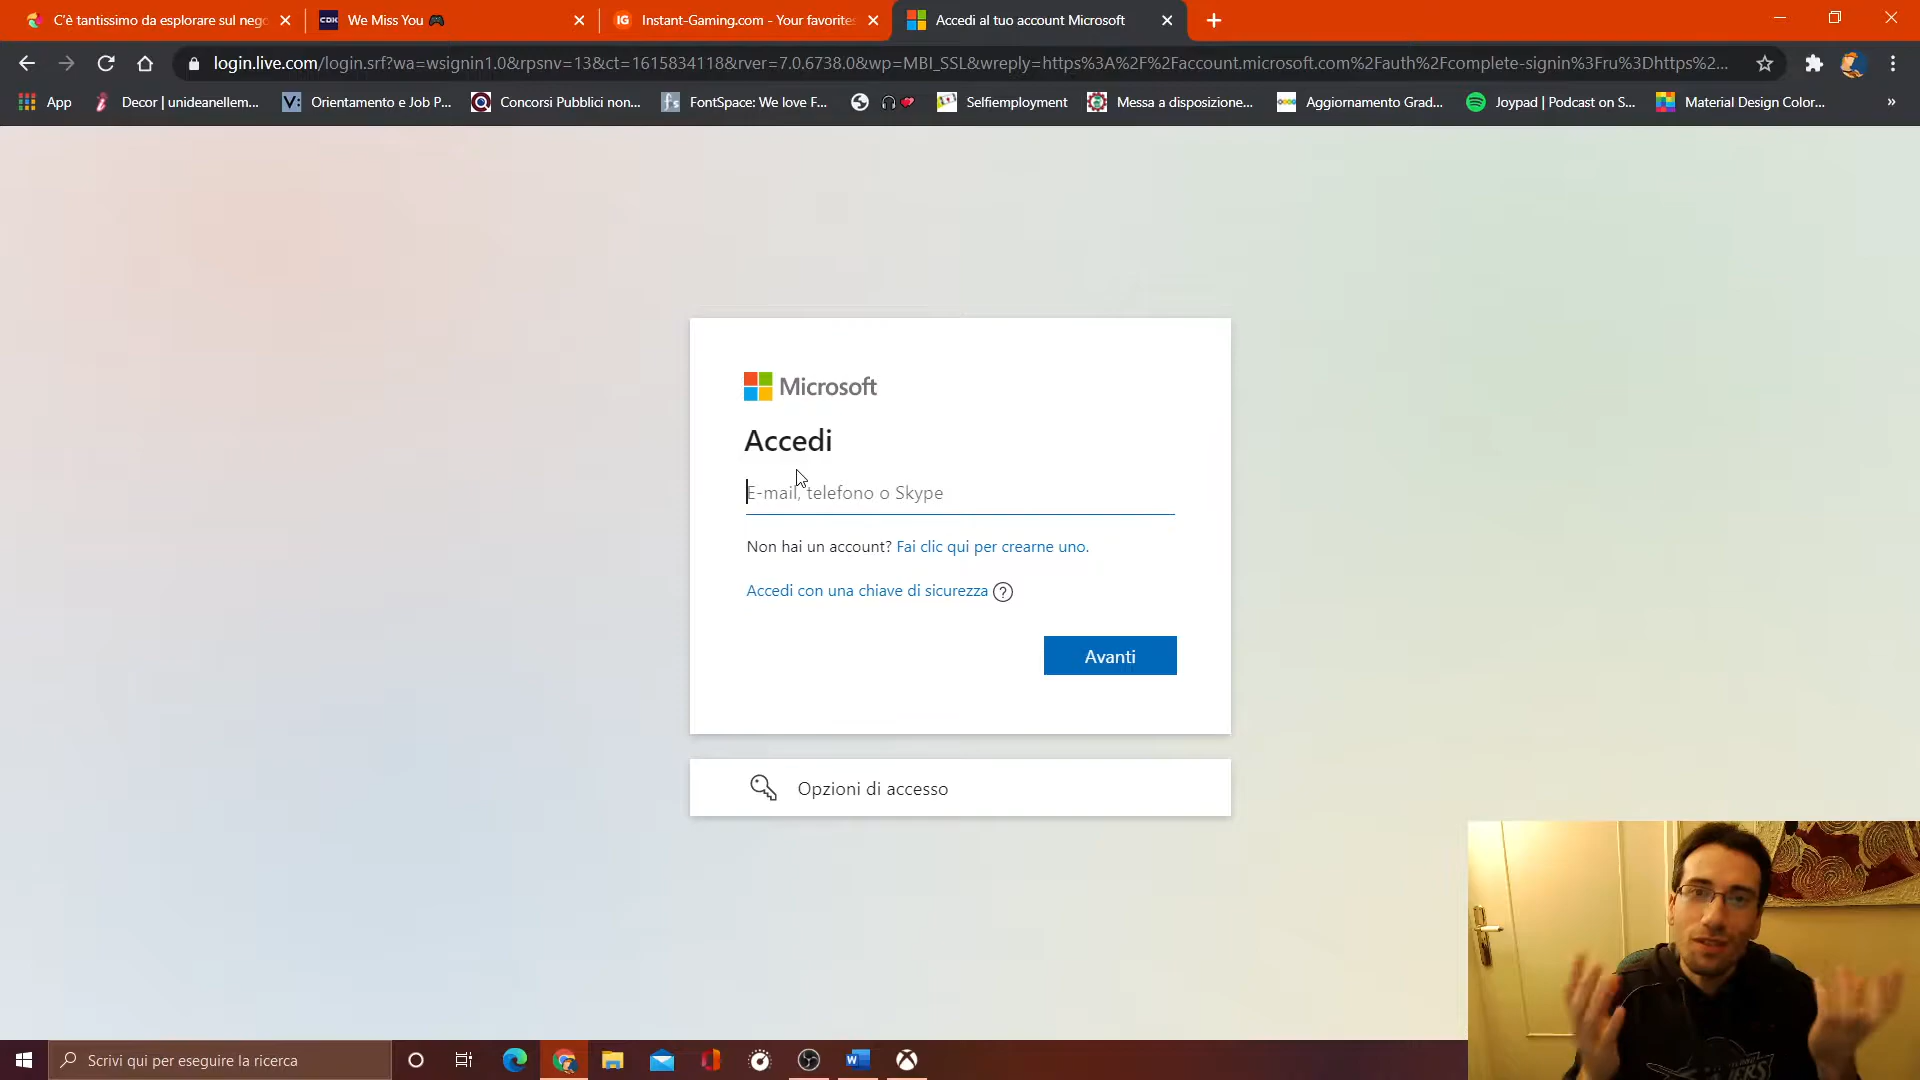 C'è tantissimo da esplorare sul nego
CDK We Miss You 🎮
IG Instant-Gaming.com - Your favorites
Accedi al tuo account Microsoft
login.live.com/login.srf?wa=wsignin1.0&rpsnv=13&ct=1615834118&rver=7.0.6738.0&wp=MBI_SSL&wreply=https%3A%2F%2Faccount.microsoft.com%2Fauth%2Fcomplete-signin%3Fru%3Dhttps%2...
App
Decor | unideanellem...
V: Orientamento e Job P...
Concorsi Pubblici non...
fs FontSpace: We love F...
Selfiemployment
Messa a disposizione...
Aggiornamento Grad...
Joypad | Podcast on S...
Material Design Color...
»
Microsoft
Accedi
E-mail, telefono o Skype
Non hai un account? Fai clic qui per crearne uno.
Accedi con una chiave di sicurezza ?
Avanti
Opzioni di accesso
Scrivi qui per eseguire la ricerca